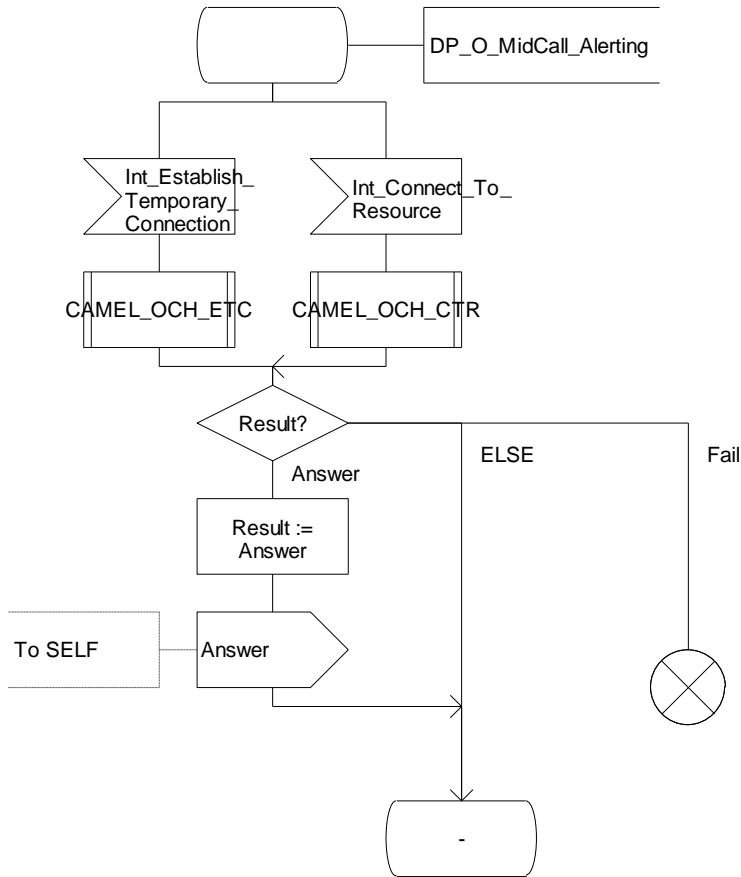 DP_O_MidCall_Alerting
Int_Establish_
Temporary_
Connection
Int_Connect_To_
Resource
CAMEL_OCH_ETC
CAMEL_OCH_CTR
Result?
ELSE
Fail
Answer
Result :=
Answer
To SELF
Answer
-